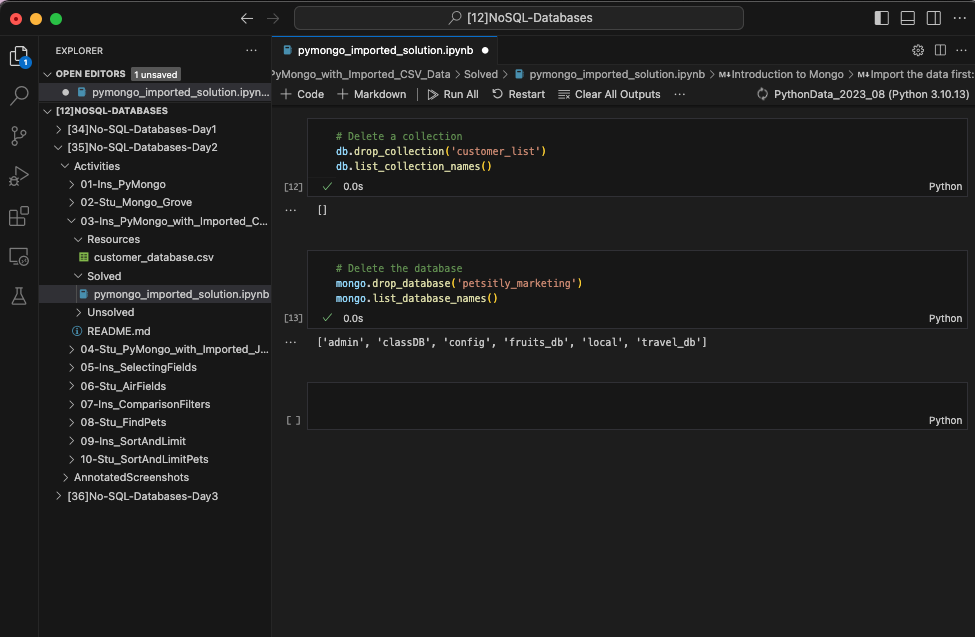 [12]NoSQL-Databases
EXPLORER
OPEN EDITORS 1 unsaved
pymongo_imported_solution.ipyn...
[12]NOSQL-DATABASES
[34]No-SQL-Databases-Day1
[35]No-SQL-Databases-Day2
Activities
01-Ins_PyMongo
02-Stu_Mongo_Grove
03-Ins_PyMongo_with_Imported_C...
Resources
customer_database.csv
Solved
pymongo_imported_solution.ipynb
Unsolved
README.md
04-Stu_PyMongo_with_Imported_J...
05-Ins_SelectingFields
06-Stu_AirFields
07-Ins_ComparisonFilters
08-Stu_FindPets
09-Ins_SortAndLimit
10-Stu_SortAndLimitPets
AnnotatedScreenshots
[36]No-SQL-Databases-Day3
1
pymongo_imported_solution.ipynb
PyMongo_with_Imported_CSV_Data > Solved > pymongo_imported_solution.ipynb > M↓Introduction to Mongo > M↓Import the data first:
+ Code + Markdown | Run All Restart Clear All Outputs ... PythonData_2023_08 (Python 3.10.13)
# Delete a collection
db.drop_collection('customer_list')
db.list_collection_names()
[12] ✓ 0.0s Python
... []
# Delete the database
mongo.drop_database('petsitly_marketing')
mongo.list_database_names()
[13] ✓ 0.0s Python
... ['admin', 'classDB', 'config', 'fruits_db', 'local', 'travel_db']
[ ] Python